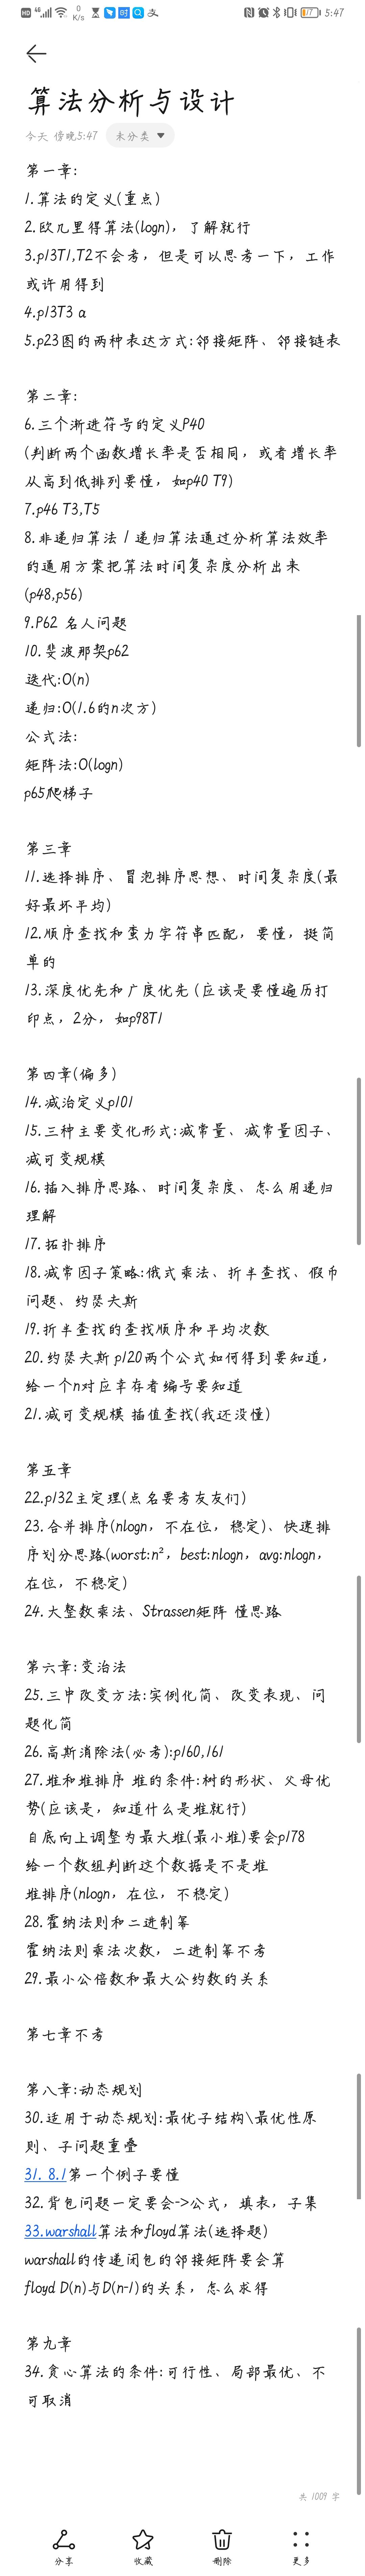 HD 4G 0 K/s 支 17 5:47
算法分析与设计
今天 傍晚5:47 未分类
第一章:
1.算法的定义(重点)
2.欧几里得算法(logn)，了解就行
3.p13T1,T2不会考，但是可以思考一下，工作
或许用得到
4.p13T3 a
5.p23图的两种表达方式:邻接矩阵、邻接链表
第二章:
6.三个渐进符号的定义P40
(判断两个函数增长率是否相同，或者增长率
从高到低排列要懂，如p40 T9)
7.p46 T3,T5
8.非递归算法 / 递归算法通过分析算法效率
的通用方案把算法时间复杂度分析出来
(p48,p56)
9.P62 名人问题
10.斐波那契p62
迭代:O(n)
递归:O(1.6的n次方)
公式法:
矩阵法:O(logn)
p65爬梯子
第三章
11.选择排序、冒泡排序思想、时间复杂度(最
好最坏平均)
12.顺序查找和蛮力字符串匹配，要懂，挺简
单的
13.深度优先和广度优先 (应该是要懂遍历打
印点，2分，如p98T1
第四章(偏多)
14.减治定义p101
15.三种主要变化形式:减常量、减常量因子、
减可变规模
16.插入排序思路、时间复杂度、怎么用递归
理解
17.拓扑排序
18.减常因子策略:俄式乘法、折半查找、假币
问题、约瑟夫斯
19.折半查找的查找顺序和平均次数
20.约瑟夫斯 p120两个公式如何得到要知道，
给一个n对应幸存者编号要知道
21.减可变规模 插值查找(我还没懂)
第五章
22.p132主定理(点名要考友友们)
23.合并排序(nlogn，不在位，稳定)、快速排
序划分思路(worst:n²，best:nlogn，avg:nlogn，
在位，不稳定)
24.大整数乘法、Strassen矩阵 懂思路
第六章:变治法
25.三中改变方法:实例化简、改变表现、问
题化简
26.高斯消除法(必考):p160,161
27.堆和堆排序 堆的条件:树的形状、父母优
势(应该是，知道什么是堆就行)
自底向上调整为最大堆(最小堆)要会p178
给一个数组判断这个数据是不是堆
堆排序(nlogn，在位，不稳定)
28.霍纳法则和二进制幂
霍纳法则乘法次数，二进制幂不考
29.最小公倍数和最大公约数的关系
第七章不考
第八章:动态规划
30.适用于动态规划:最优子结构\最优性原
则、子问题重叠
31. 8.1第一个例子要懂
32.背包问题一定要会->公式，填表，子集
33.warshall算法和floyd算法(选择题)
warshall的传递闭包的邻接矩阵要会算
floyd D(n)与D(n-1)的关系，怎么求得
第九章
34.贪心算法的条件:可行性、局部最优、不
可取消
共 1009 字
分享 收藏 删除 更多